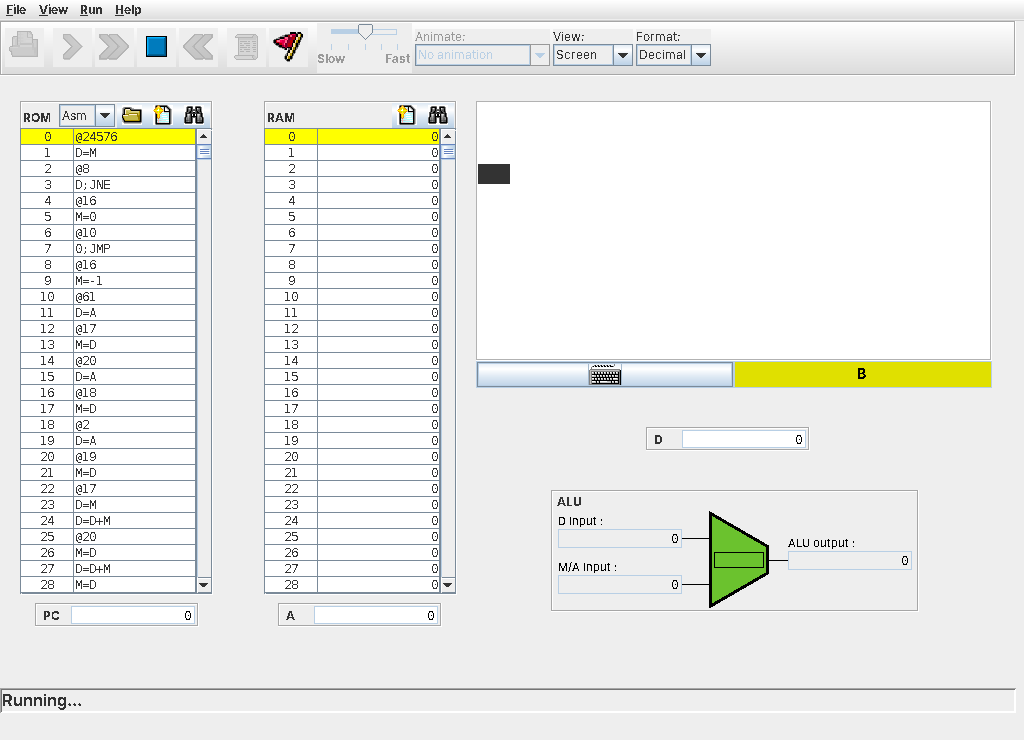 File View Run Help
Animate: View: Format:
Slow Fast No animation Screen Decimal
ROM Asm
0 @24576
1 D=M
2 @8
3 D;JNE
4 @16
5 M=0
6 @10
7 0;JMP
8 @16
9 M=-1
10 @61
11 D=A
12 @17
13 M=D
14 @20
15 D=A
16 @18
17 M=D
18 @2
19 D=A
20 @19
21 M=D
22 @17
23 D=M
24 D=D+M
25 @20
26 M=D
27 D=D+M
28 M=D
PC 0
RAM
0 0
1 0
2 0
3 0
4 0
5 0
6 0
7 0
8 0
9 0
10 0
11 0
12 0
13 0
14 0
15 0
16 0
17 0
18 0
19 0
20 0
21 0
22 0
23 0
24 0
25 0
26 0
27 0
28 0
A 0
B
D 0
ALU
D Input :
0
M/A Input :
0
ALU output :
0
Running...